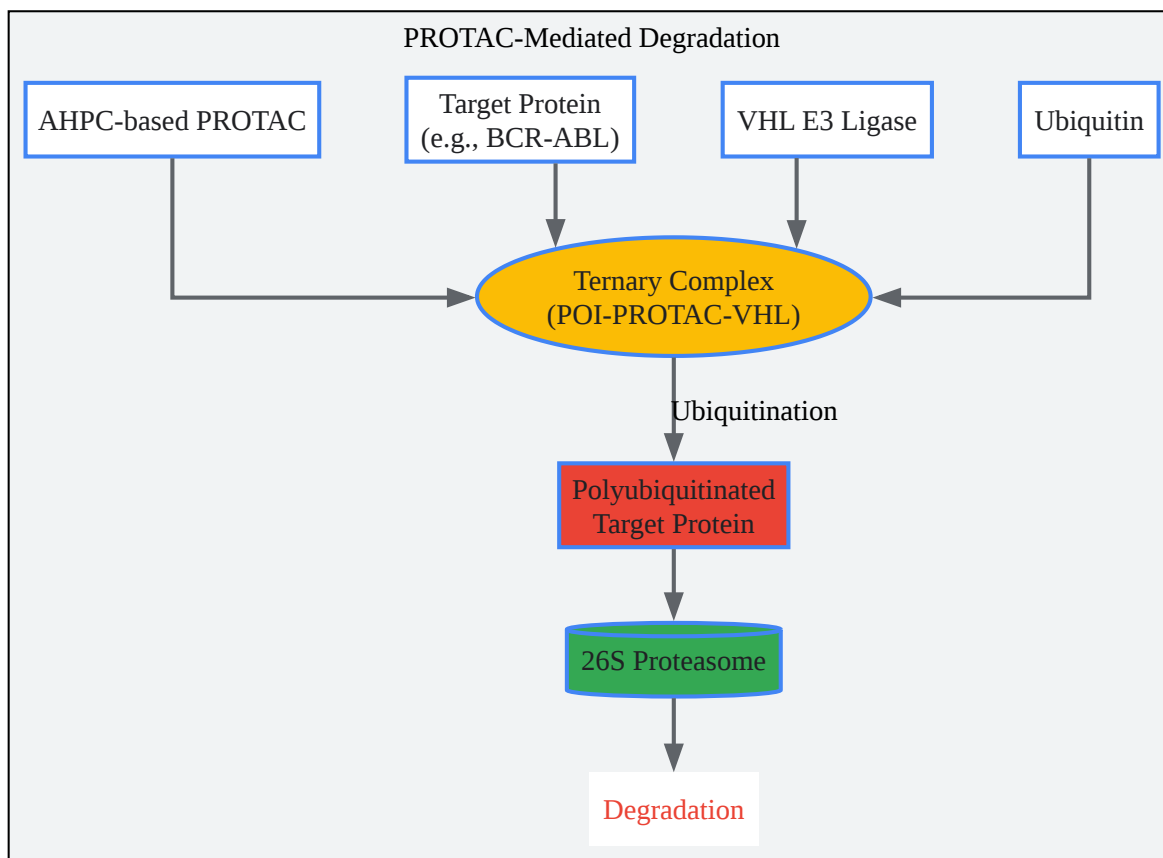 PROTAC-Mediated Degradation
AHPC-based PROTAC
Target Protein
(e.g., BCR-ABL)
VHL E3 Ligase
Ubiquitin
Ternary Complex
(POI-PROTAC-VHL)
Ubiquitination
Polyubiquitinated
Target Protein
26S Proteasome
Degradation